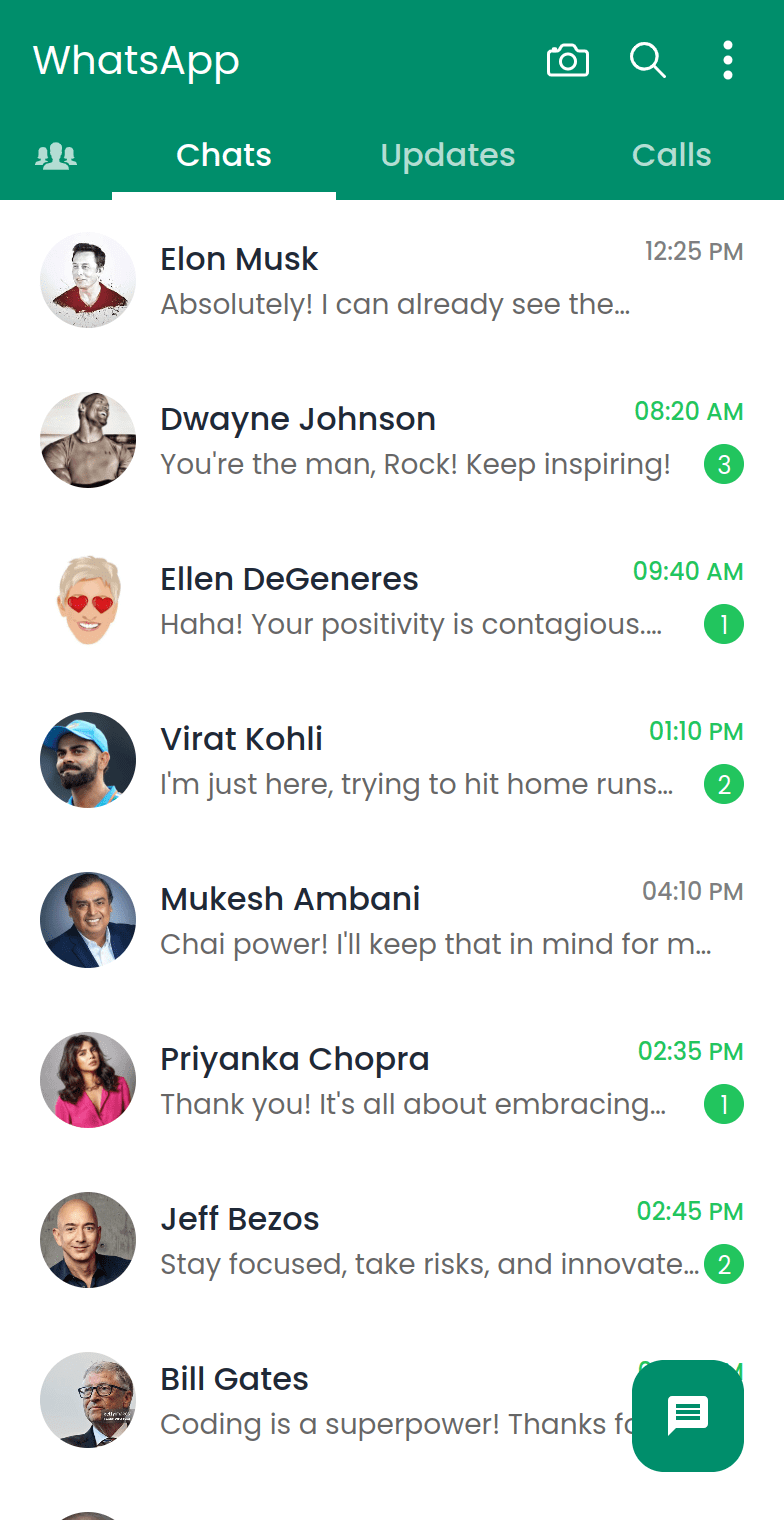 WhatsApp
Chats
Updates
Calls
Elon Musk
12:25 PM
Absolutely! I can already see the...
Dwayne Johnson
08:20 AM
You're the man, Rock! Keep inspiring!
3
Ellen DeGeneres
09:40 AM
Haha! Your positivity is contagious....
1
Virat Kohli
01:10 PM
I'm just here, trying to hit home runs...
2
Mukesh Ambani
04:10 PM
Chai power! I'll keep that in mind for m...
Priyanka Chopra
02:35 PM
Thank you! It's all about embracing...
1
Jeff Bezos
02:45 PM
Stay focused, take risks, and innovate...
2
Bill Gates
Coding is a superpower! Thanks